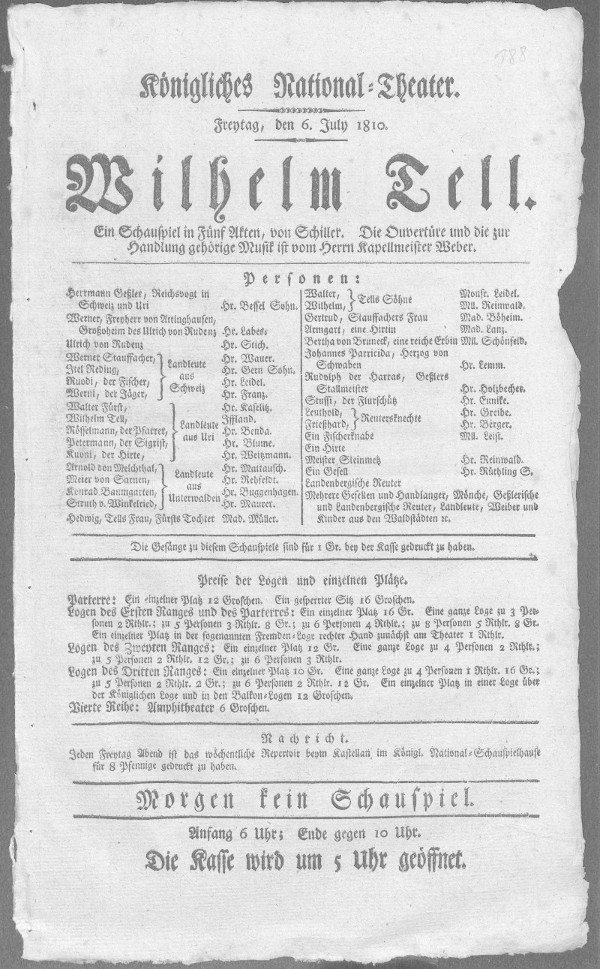 188
Königliches National-Theater.
Freytag, den 6. July 1810.
Wilhelm Tell.
Ein Schauspiel in Fünf Akten, von Schiller. Die Ouvertüre und die zur
Handlung gehörige Musik ist vom Herrn Kapellmeister Weber.
Personen:
Herrmann Geßler, Reichsvogt in
Schweiz und Uri Hr. Bessel Sohn.
Werner, Freyherr von Attinghausen,
Großoheim des Ulrich von Rudenz Hr. Labes.
Ulrich von Rudenz Hr. Stich.
Werner Stauffacher, Hr. Wauer.
Itel Reding, Landleute Hr. Gern Sohn.
Ruodi, der Fischer, aus Hr. Leidel.
Werni, der Jäger, Schweiz Hr. Franz.
Walter Fürst, Hr. Kaselitz.
Wilhelm Tell, Iffland.
Rösselmann, der Pfarrer, Landleute Hr. Benda.
Petermann, der Sigrist, aus Uri Hr. Blume.
Kuoni, der Hirte, Hr. Weitzmann.
Arnold von Melchthal, Hr. Mattausch.
Meier von Sarnen, Landleute Hr. Rehfeldt.
Konrad Baumgarten, aus Hr. Buggenhagen.
Struth v. Winkelried, Unterwalden Hr. Maurer.
Hedwig, Tells Frau, Fürsts Tochter Mad. Müller.
Walter, Tells Söhne Monsr. Leidel.
Wilhelm, Mll. Reinwald.
Gertrud, Stauffachers Frau Mad. Böheim.
Armgart, eine Hirtin Mad. Lanz.
Bertha von Bruneck, eine reiche Erbin Mll. Schönfeld.
Johannes Parricida, Herzog von
Schwaben Hr. Lemm.
Rudolph der Harras, Geßlers
Stallmeister Hr. Holzbecher.
Stüssi, der Flurschütz Hr. Eunike.
Leuthold, Reutersknechte Hr. Greibe.
Frießhard, Hr. Berger.
Ein Fischerknabe Mll. Leist.
Ein Hirte
Meister Steinmetz Hr. Reinwald.
Ein Gesell Hr. Rüthling S.
Landenbergische Reuter
Mehrere Gesellen und Handlanger, Mönche, Geßlerische
und Landenbergische Reuter, Landleute, Weiber und
Kinder aus den Waldstädten ꝛc.
Die Gesänge zu diesem Schauspiele sind für 1 Gr. bey der Kasse gedruckt zu haben.
Preise der Logen und einzelnen Plätze.
Parterre: Ein einzelner Platz 12 Groschen. Ein gesperrter Sitz 16 Groschen.
Logen des Ersten Ranges und des Parterres: Ein einzelner Platz 16 Gr. Eine ganze Loge zu 3 Per-
sonen 2 Rthlr.; zu 5 Personen 3 Rthlr. 8 Gr.; zu 6 Personen 4 Rthlr.; zu 8 Personen 5 Rthlr. 8 Gr.
Ein einzelner Platz in der sogenannten Fremden-Loge rechter Hand zunächst am Theater 1 Rthlr.
Logen des Zweyten Ranges: Ein einzelner Platz 12 Gr. Eine ganze Loge zu 4 Personen 2 Rthlr.;
zu 5 Personen 2 Rthlr. 12 Gr.; zu 6 Personen 3 Rthlr.
Logen des Dritten Ranges: Ein einzelner Platz 10 Gr. Eine ganze Loge zu 4 Personen 1 Rthlr. 16 Gr.;
zu 5 Personen 2 Rthlr. 2 Gr.; zu 6 Personen 2 Rthlr. 12 Gr. Ein einzelner Platz in einer Loge über
der Königlichen Loge und in den Balkon-Logen 12 Groschen.
Vierte Reihe: Amphitheater 6 Groschen.
Nachricht.
Jeden Freytag Abend ist das wöchentliche Repertoir beym Kastellan im Königl. National-Schauspielhause
für 8 Pfennige gedruckt zu haben.
Morgen kein Schauspiel.
Anfang 6 Uhr; Ende gegen 10 Uhr.
Die Kasse wird um 5 Uhr geöffnet.